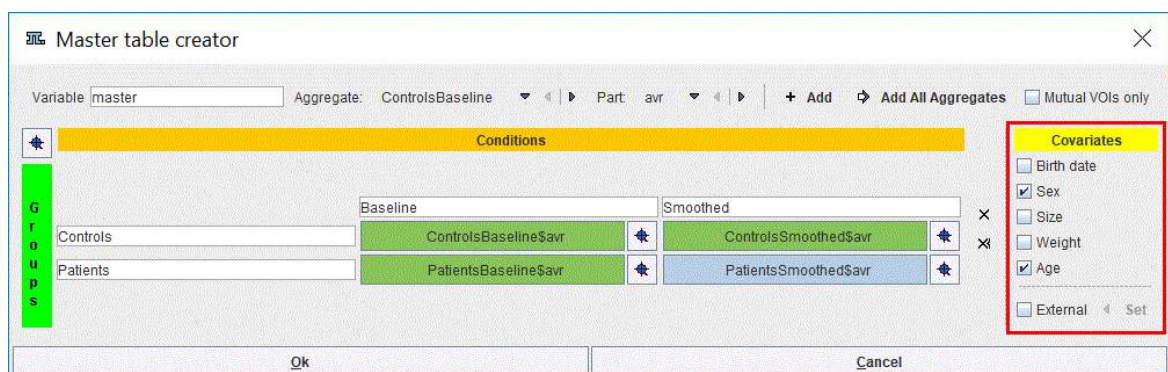 Master table creator
Variable master Aggregate: ControlsBaseline Part: avr + Add Add All Aggregates Mutual VOIs only
Conditions
Covariates
Birth date
Groups
Baseline Smoothed
Sex
Size
Controls ControlsBaseline$avr ControlsSmoothed$avr
Weight
Patients PatientsBaseline$avr PatientsSmoothed$avr
Age
External Set
Ok Cancel